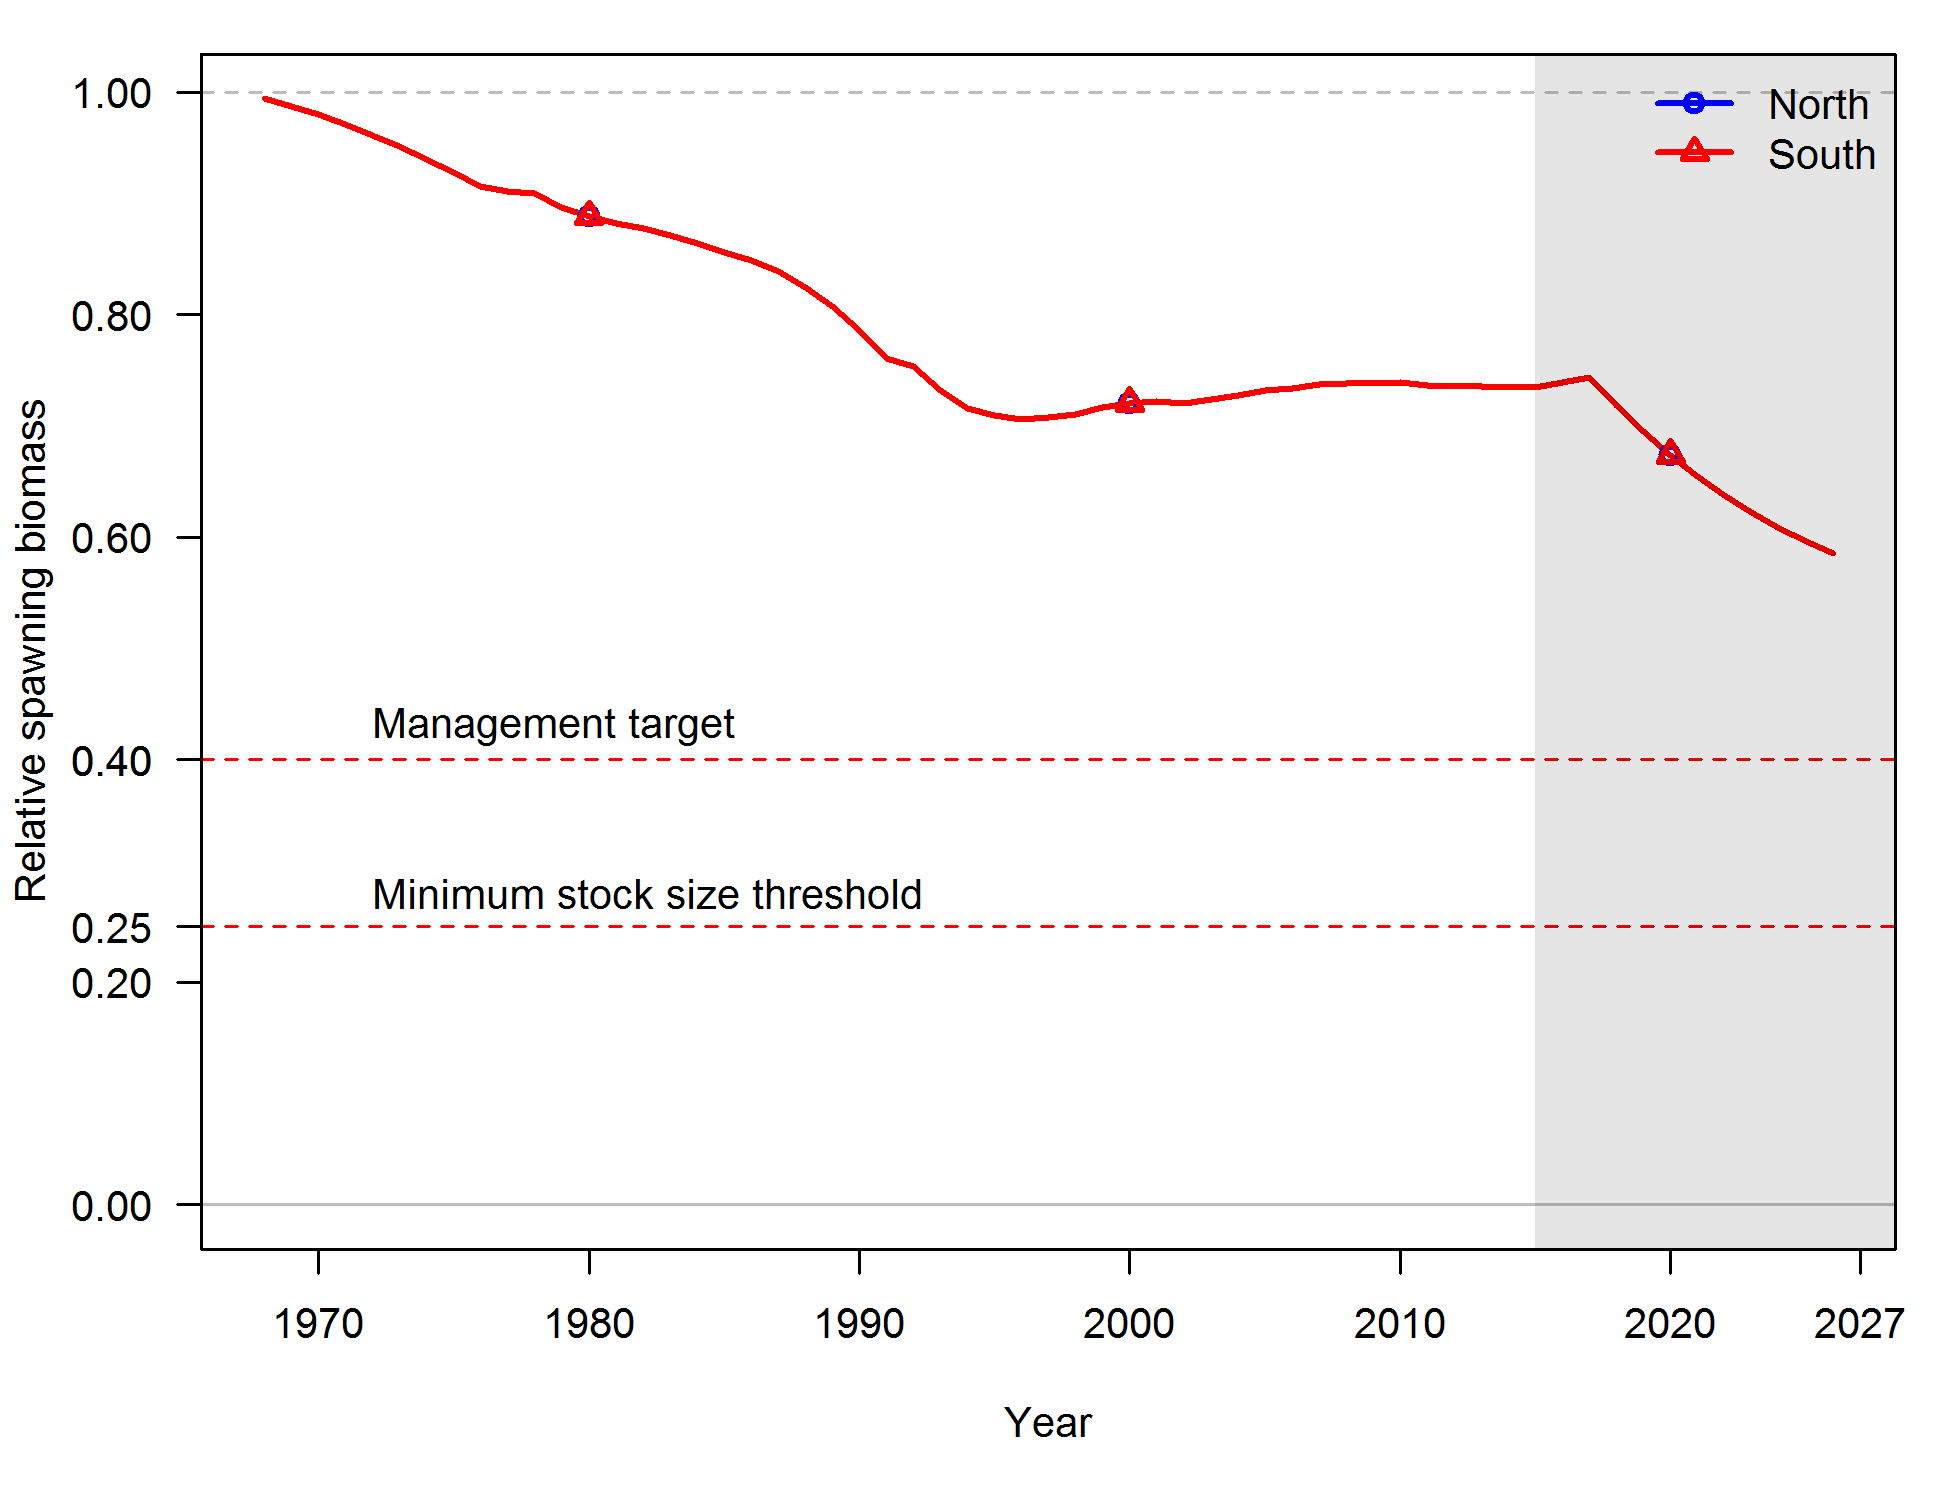 Relative spawning biomass
1.00
0.80
0.60
0.40
0.25
0.20
0.00
North
South
Management target
Minimum stock size threshold
1970
1980
1990
2000
2010
2020
2027
Year